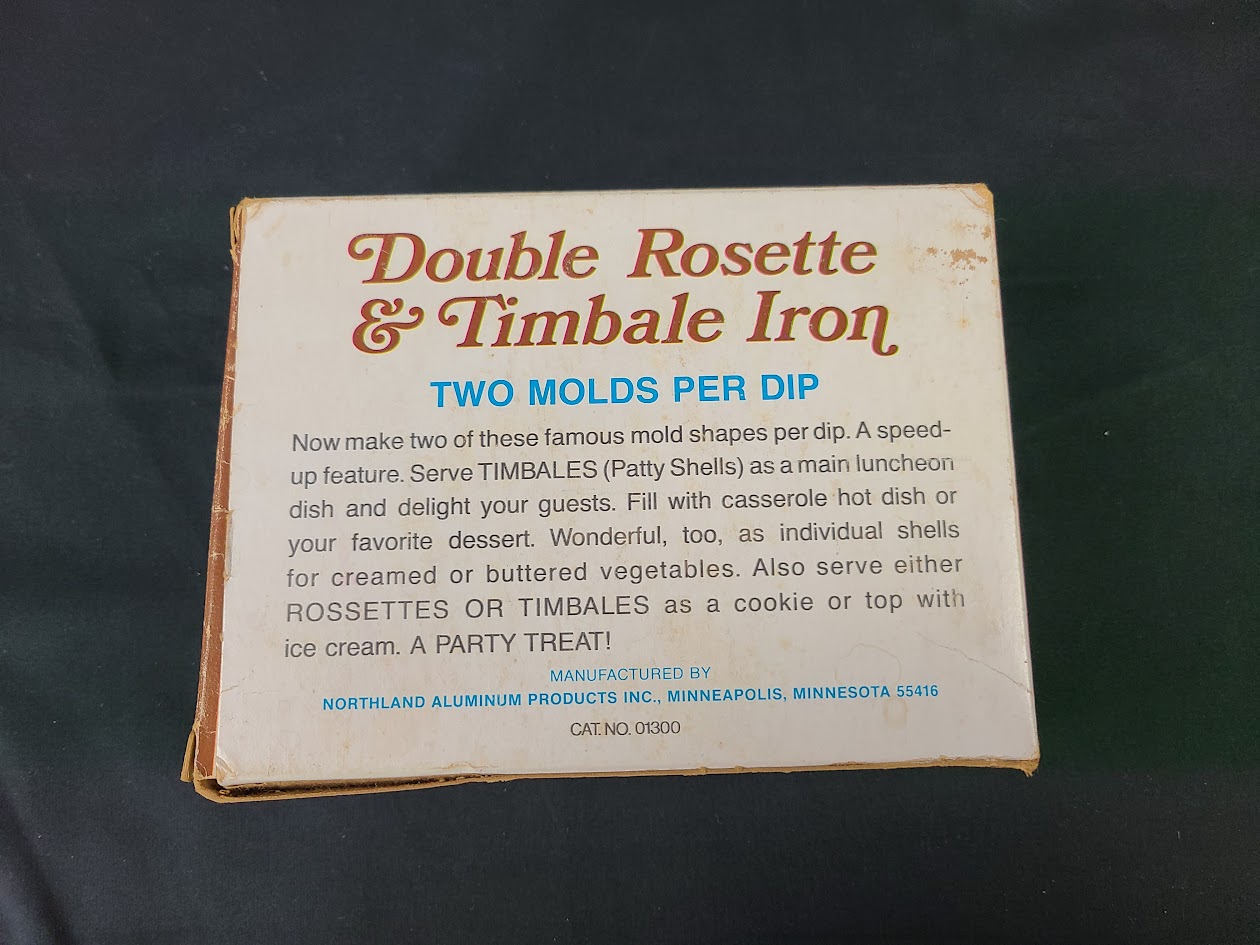 Double Rosette
& Timbale Iron
TWO MOLDS PER DIP
Now make two of these famous mold shapes per dip. A speed-
up feature. Serve TIMBALES (Patty Shells) as a main luncheon
dish and delight your guests. Fill with casserole hot dish or
your favorite dessert. Wonderful, too, as individual shells
for creamed or buttered vegetables. Also serve either
ROSSETTES OR TIMBALES as a cookie or top with
ice cream. A PARTY TREAT!
MANUFACTURED BY
NORTHLAND ALUMINUM PRODUCTS INC., MINNEAPOLIS, MINNESOTA 55416
CAT. NO. 01300